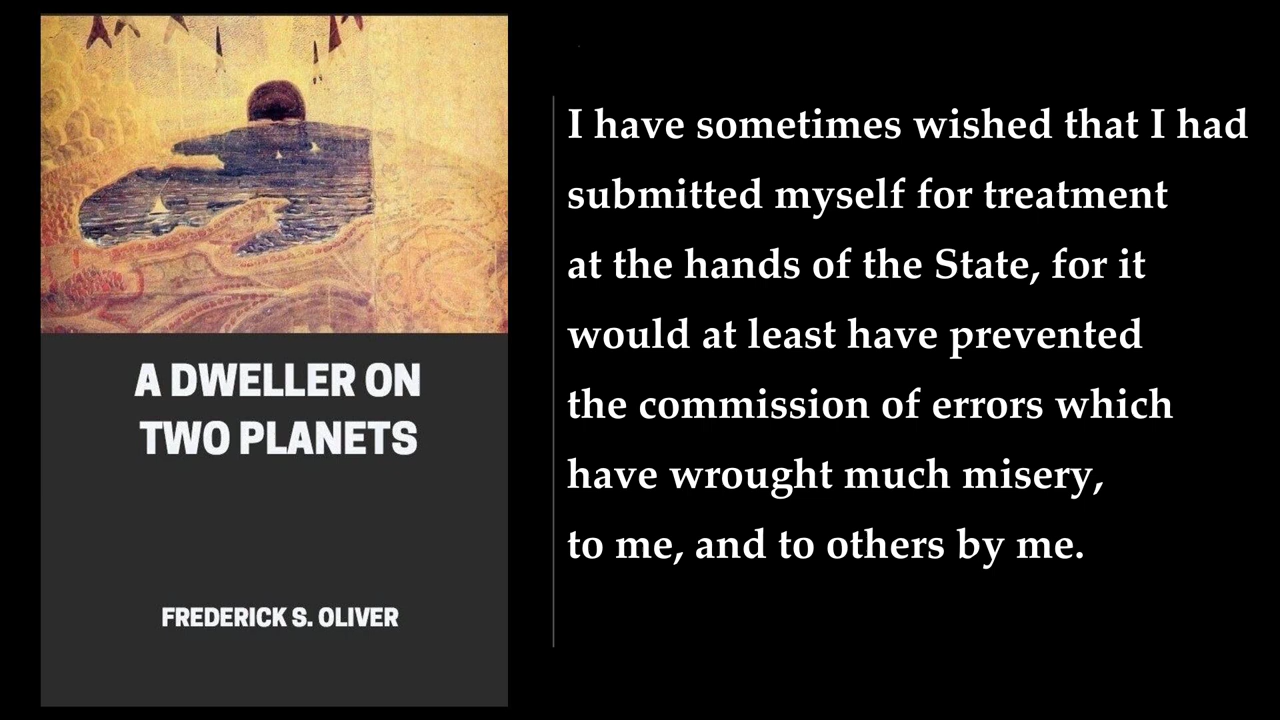 A DWELLER ON
TWO PLANETS
FREDERICK S. OLIVER
I have sometimes wished that I had
submitted myself for treatment
at the hands of the State, for it
would at least have prevented
the commission of errors which
have wrought much misery,
to me, and to others by me.